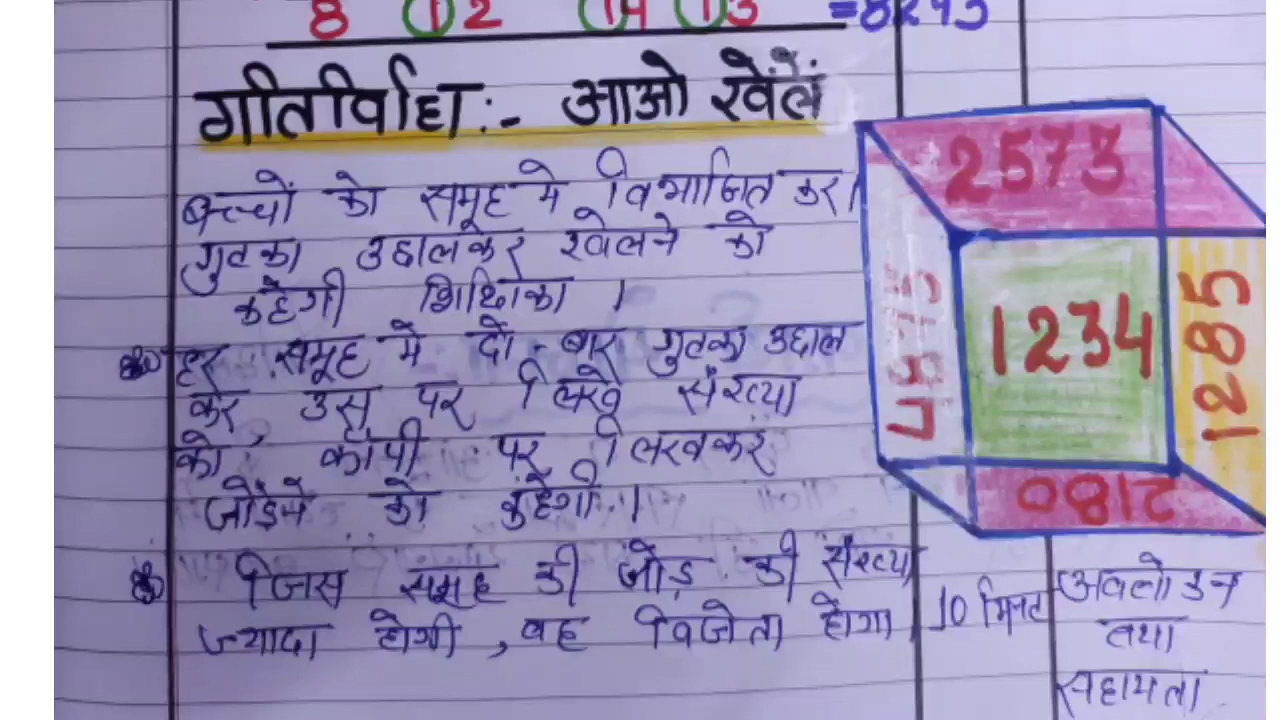 8 ①2 ①4 ①3 =8243
गतिविधि :- आओ खेलें
बच्चों को समूह मे विभाजित कर।
गुटका उछालकर खेलने को
कहेगी शिक्षिका ।
हर समूह मे दो - बार गुटका उछाल
कर, उस पर लिखे संख्या
को कॉपी पर लिखकर
जोड़ने को कहेगी ।
जिस समूह की जोड़ की संख्या
ज्यादा होगी , वह विजेता होगा
10 मिनट
अवलोकन
तथा
सहायता
2573
1234
1285
2180